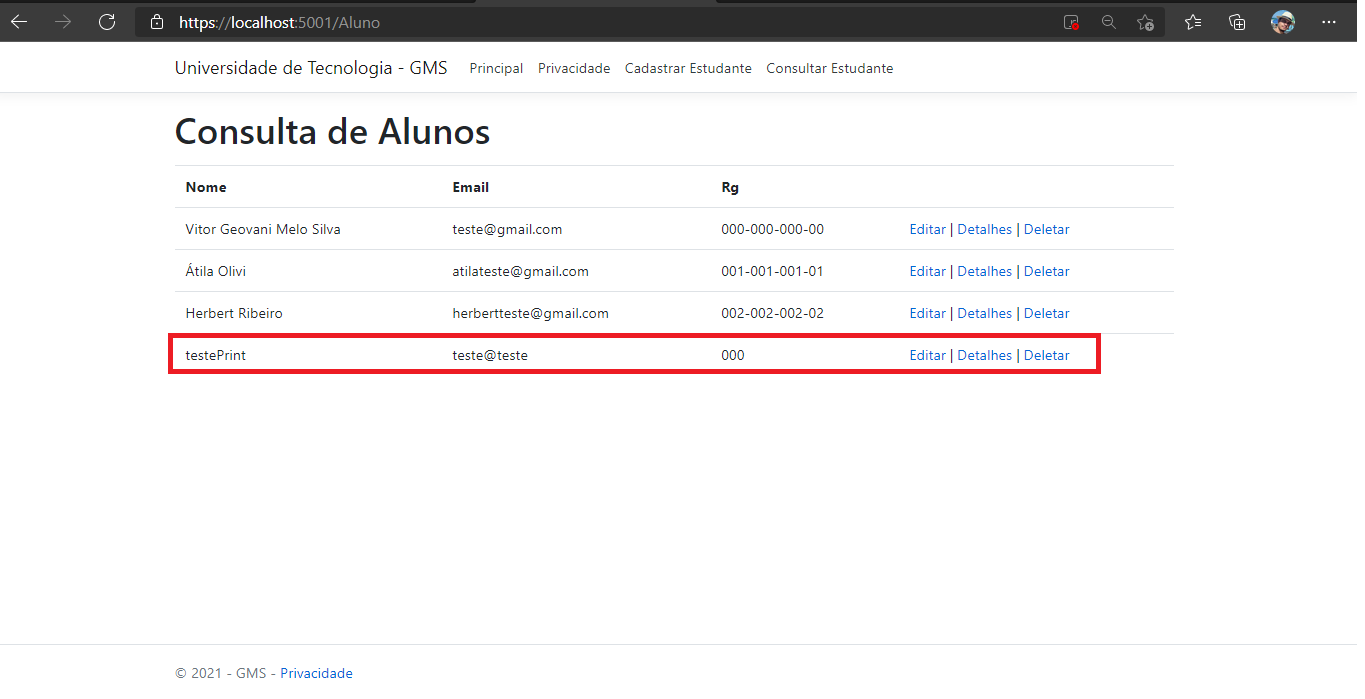 https://localhost:5001/Aluno
Universidade de Tecnologia - GMS Principal Privacidade Cadastrar Estudante Consultar Estudante
Consulta de Alunos
Nome Email Rg
Vitor Geovani Melo Silva teste@gmail.com 000-000-000-00 Editar | Detalhes | Deletar
Átila Olivi atilateste@gmail.com 001-001-001-01 Editar | Detalhes | Deletar
Herbert Ribeiro herbertteste@gmail.com 002-002-002-02 Editar | Detalhes | Deletar
testePrint teste@teste 000 Editar | Detalhes | Deletar
© 2021 - GMS - Privacidade